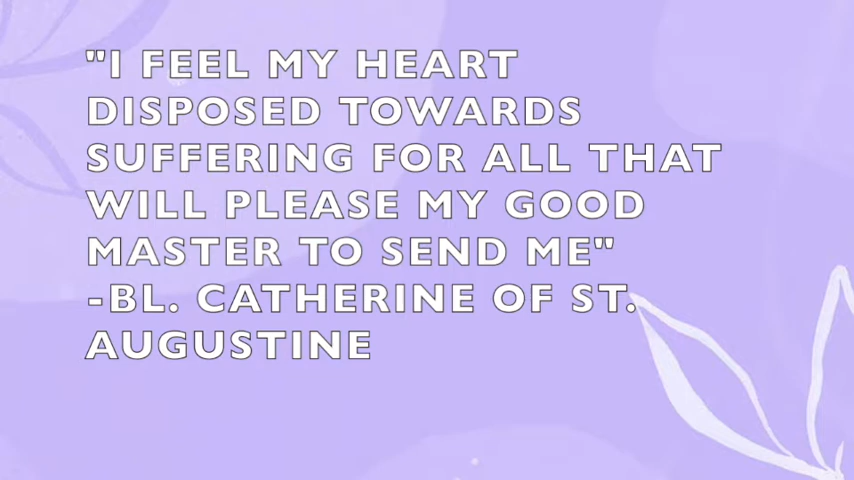 "I FEEL MY HEART
DISPOSED TOWARDS
SUFFERING FOR ALL THAT
WILL PLEASE MY GOOD
MASTER TO SEND ME"
-BL. CATHERINE OF ST.
AUGUSTINE